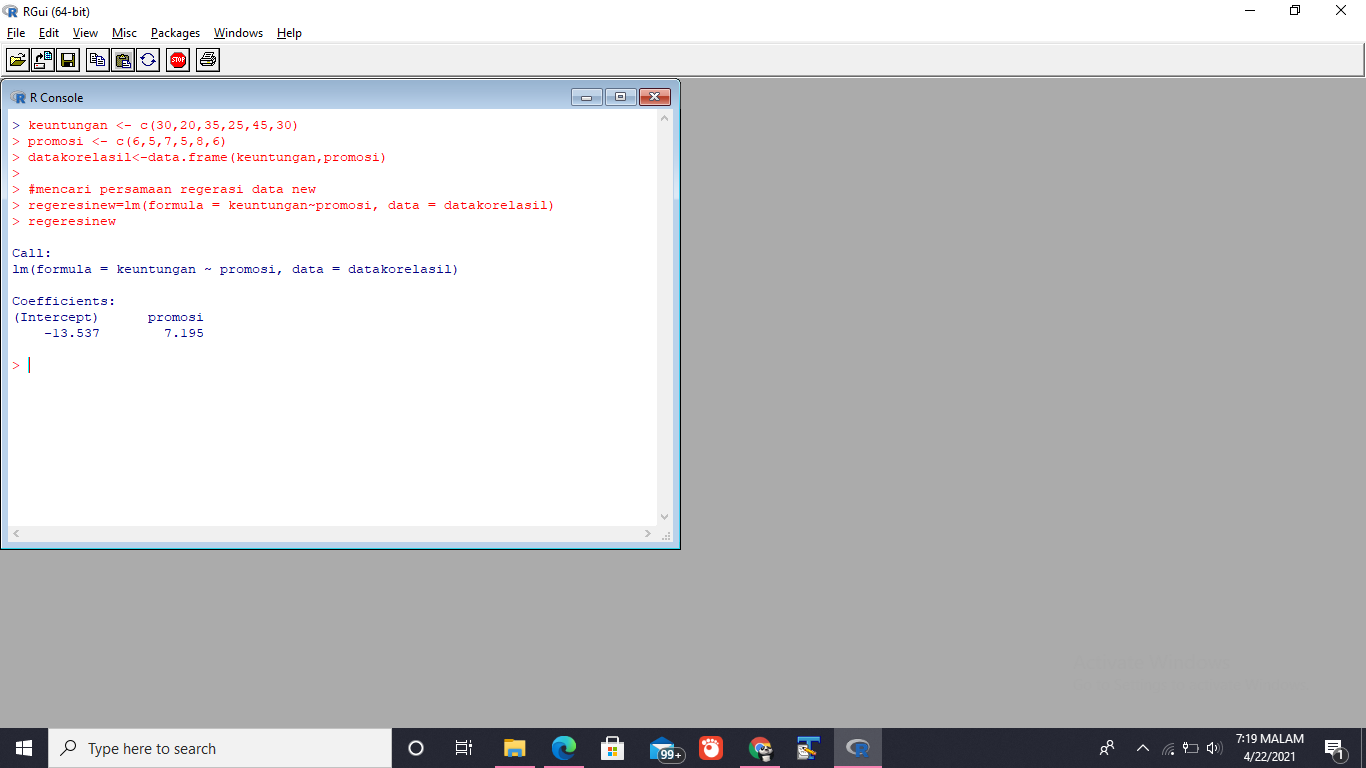 RGui (64-bit)
File Edit View Misc Packages Windows Help
STOP
R Console
> keuntungan <- c(30,20,35,25,45,30)
> promosi <- c(6,5,7,5,8,6)
> datakorelasil<-data.frame(keuntungan,promosi)
>
> #mencari persamaan regerasi data new
> regeresinew=lm(formula = keuntungan~promosi, data = datakorelasil)
> regeresinew
Call:
lm(formula = keuntungan ~ promosi, data = datakorelasil)
Coefficients:
(Intercept) promosi
-13.537 7.195
>
Type here to search
99+
7:19 MALAM
4/22/2021
1